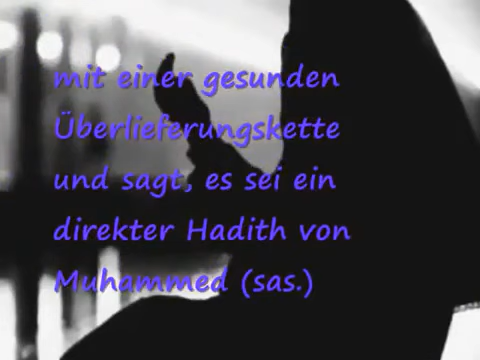 mit einer gesunden
Überlieferungskette
und sagt, es sei ein
direkter Hadith von
Muhammed (sas.)